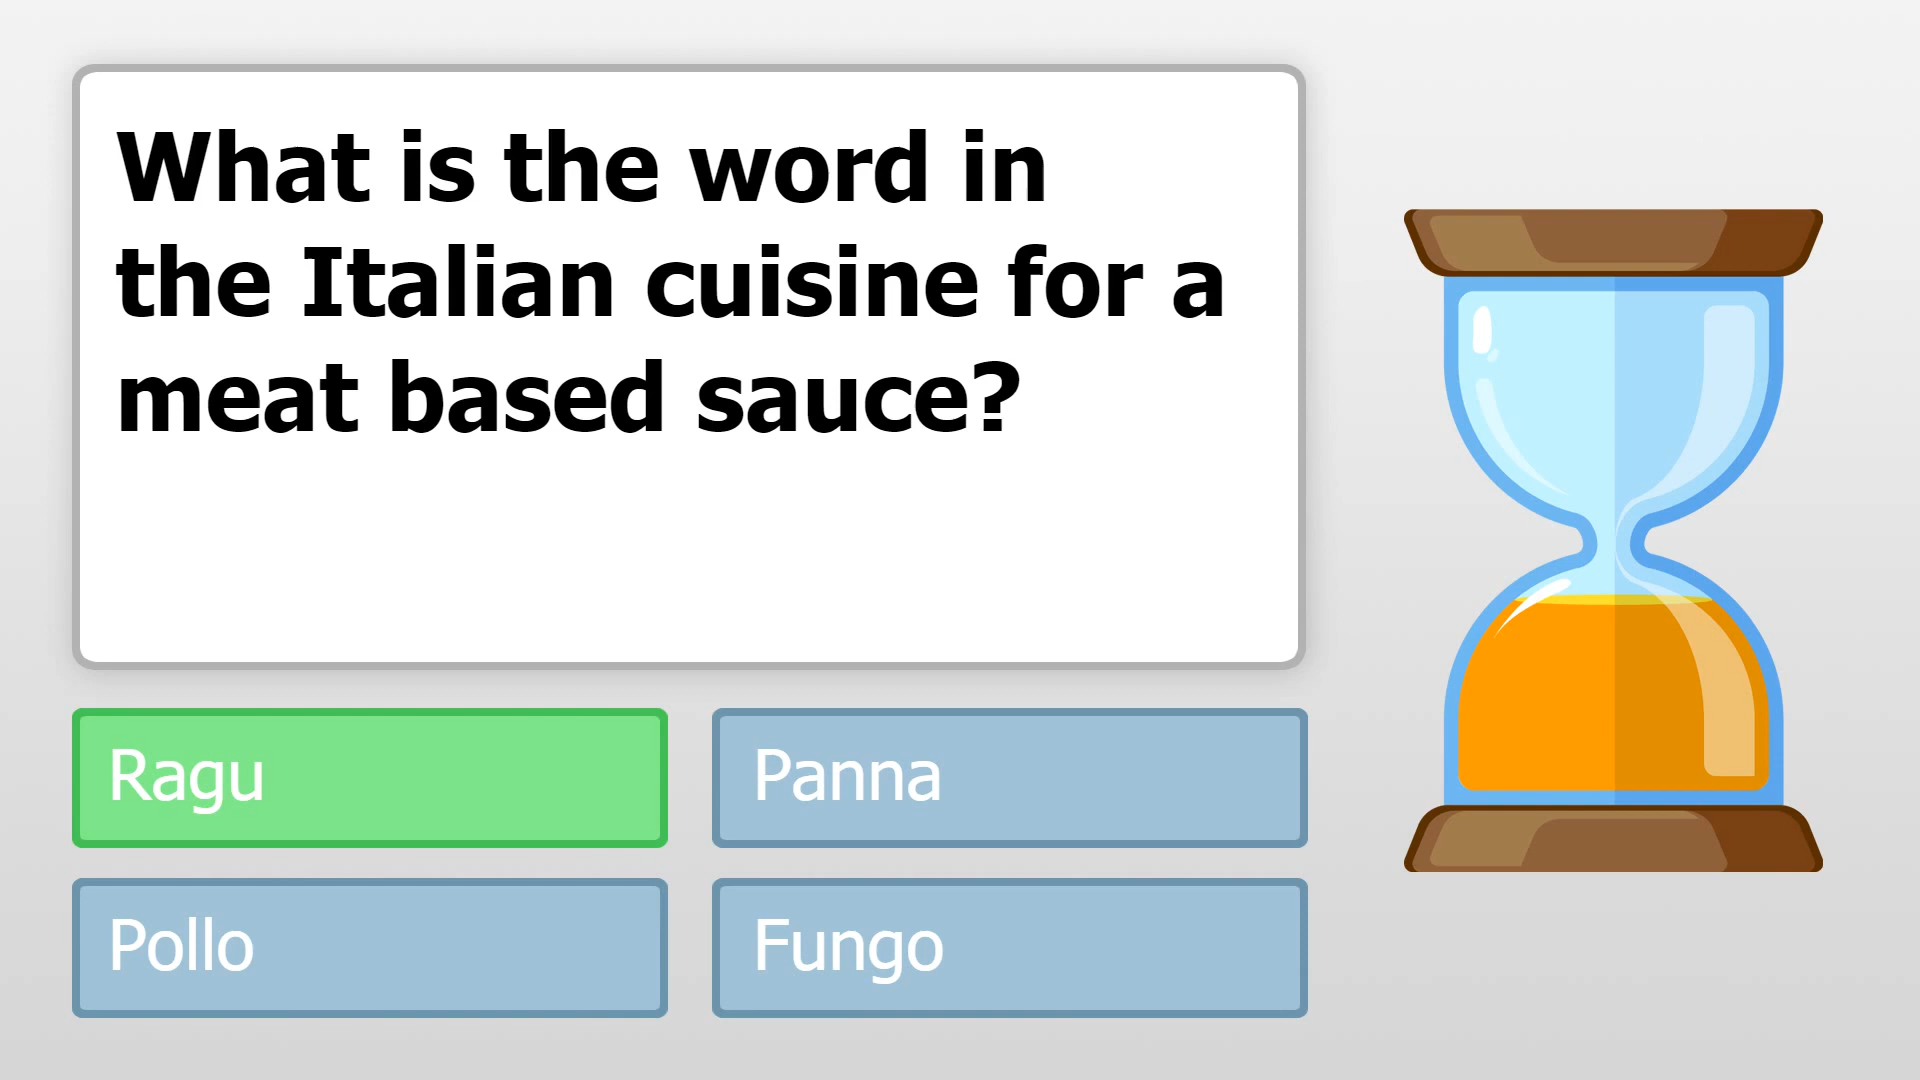 What is the word in
the Italian cuisine for a
meat based sauce?
Ragu
Panna
Pollo
Fungo